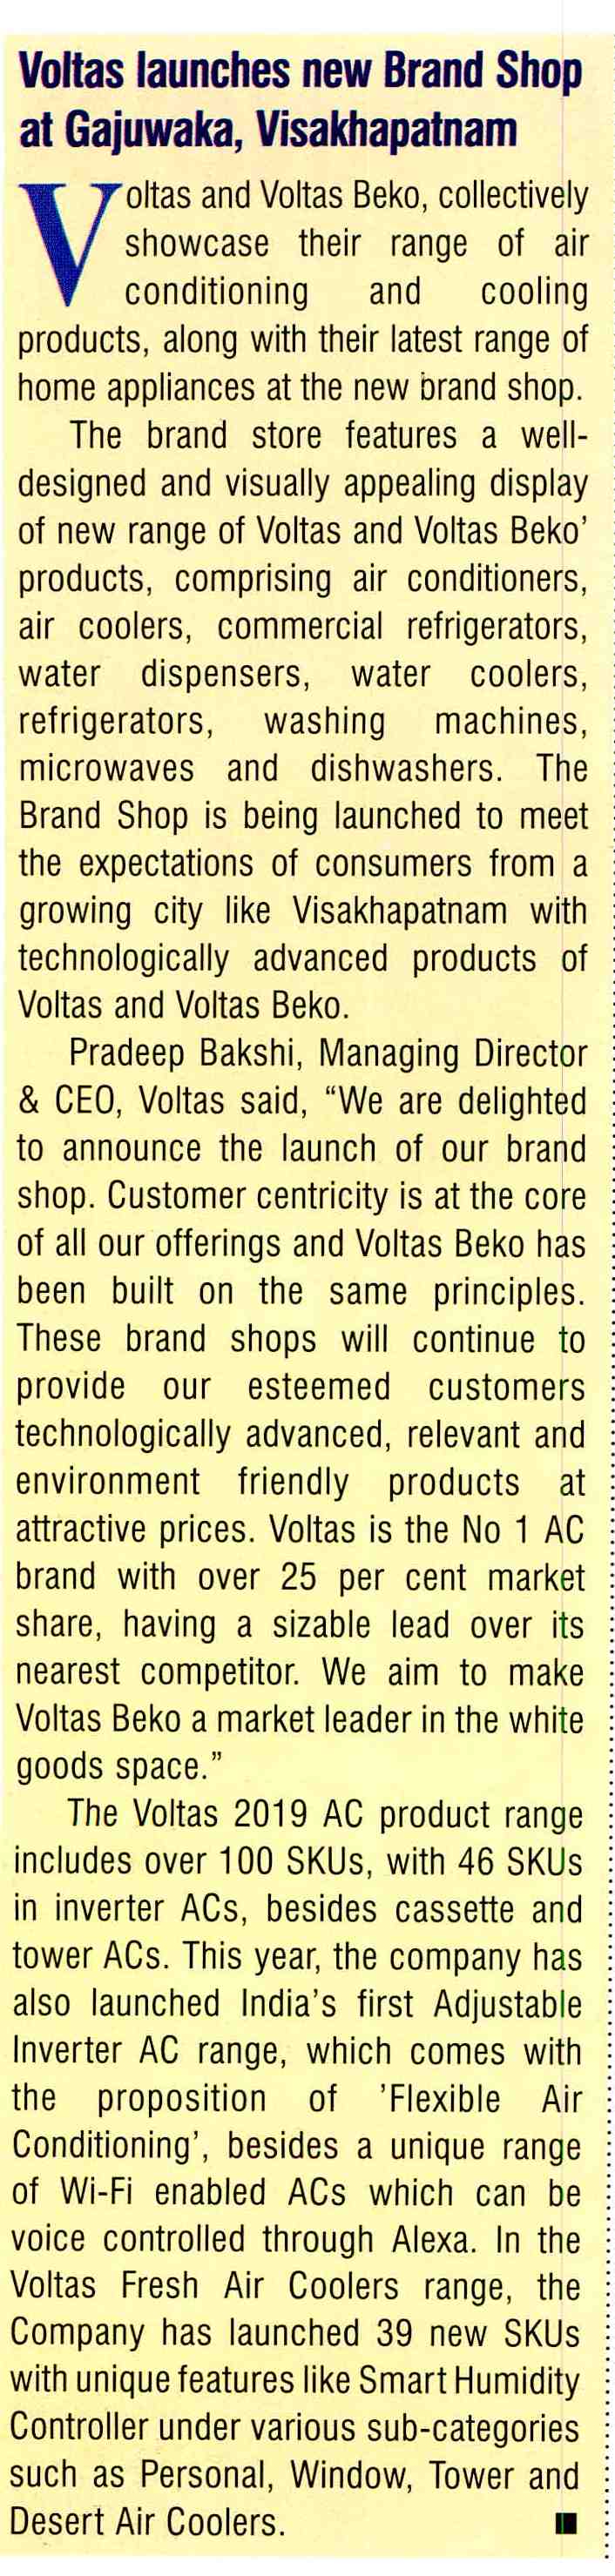 Voltas launches new Brand Shop
at Gajuwaka, Visakhapatnam
Voltas and Voltas Beko, collectively
showcase their range of air
conditioning and cooling
products, along with their latest range of
home appliances at the new brand shop.
The brand store features a well-
designed and visually appealing display
of new range of Voltas and Voltas Beko'
products, comprising air conditioners,
air coolers, commercial refrigerators,
water dispensers, water coolers,
refrigerators, washing machines,
microwaves and dishwashers. The
Brand Shop is being launched to meet
the expectations of consumers from a
growing city like Visakhapatnam with
technologically advanced products of
Voltas and Voltas Beko.
Pradeep Bakshi, Managing Director
& CEO, Voltas said, “We are delighted
to announce the launch of our brand
shop. Customer centricity is at the core
of all our offerings and Voltas Beko has
been built on the same principles.
These brand shops will continue to
provide our esteemed customers
technologically advanced, relevant and
environment friendly products at
attractive prices. Voltas is the No 1 AC
brand with over 25 per cent market
share, having a sizable lead over its
nearest competitor. We aim to make
Voltas Beko a market leader in the white
goods space.”
The Voltas 2019 AC product range
includes over 100 SKUs, with 46 SKUs
in inverter ACs, besides cassette and
tower ACs. This year, the company has
also launched India's first Adjustable
Inverter AC range, which comes with
the proposition of 'Flexible Air
Conditioning', besides a unique range
of Wi-Fi enabled ACs which can be
voice controlled through Alexa. In the
Voltas Fresh Air Coolers range, the
Company has launched 39 new SKUs
with unique features like Smart Humidity
Controller under various sub-categories
such as Personal, Window, Tower and
Desert Air Coolers.